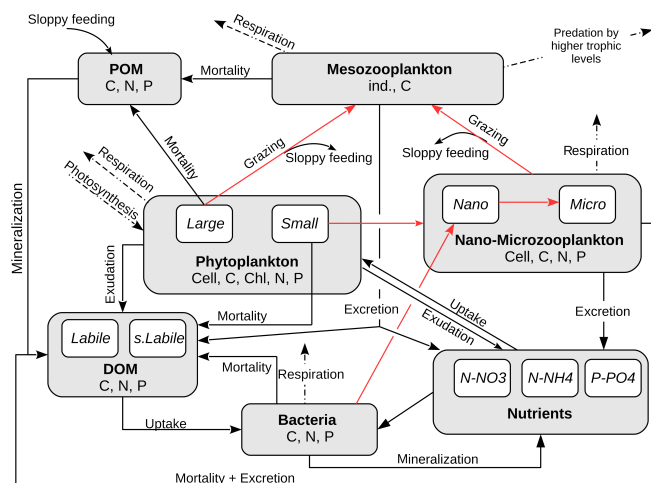 Sloppy feeding
Respiration
Predation by
higher trophic
levels
POM
C, N, P
Mortality
Mesozooplankton
ind., C
Mortality
Grazing
Sloppy feeding
Grazing
Sloppy feeding
Respiration
Respiration
Photosynthesis
Mineralization
Large
Small
Phytoplankton
Cell, C, Chl, N, P
Nano
Micro
Nano-Microzooplankton
Cell, C, N, P
Exudation
Mortality
Excretion
Uptake
Exudation
Excretion
Labile
s.Labile
DOM
C, N, P
Mortality
Respiration
N-NO3
N-NH4
P-PO4
Nutrients
Uptake
Bacteria
C, N, P
Mineralization
Mortality + Excretion